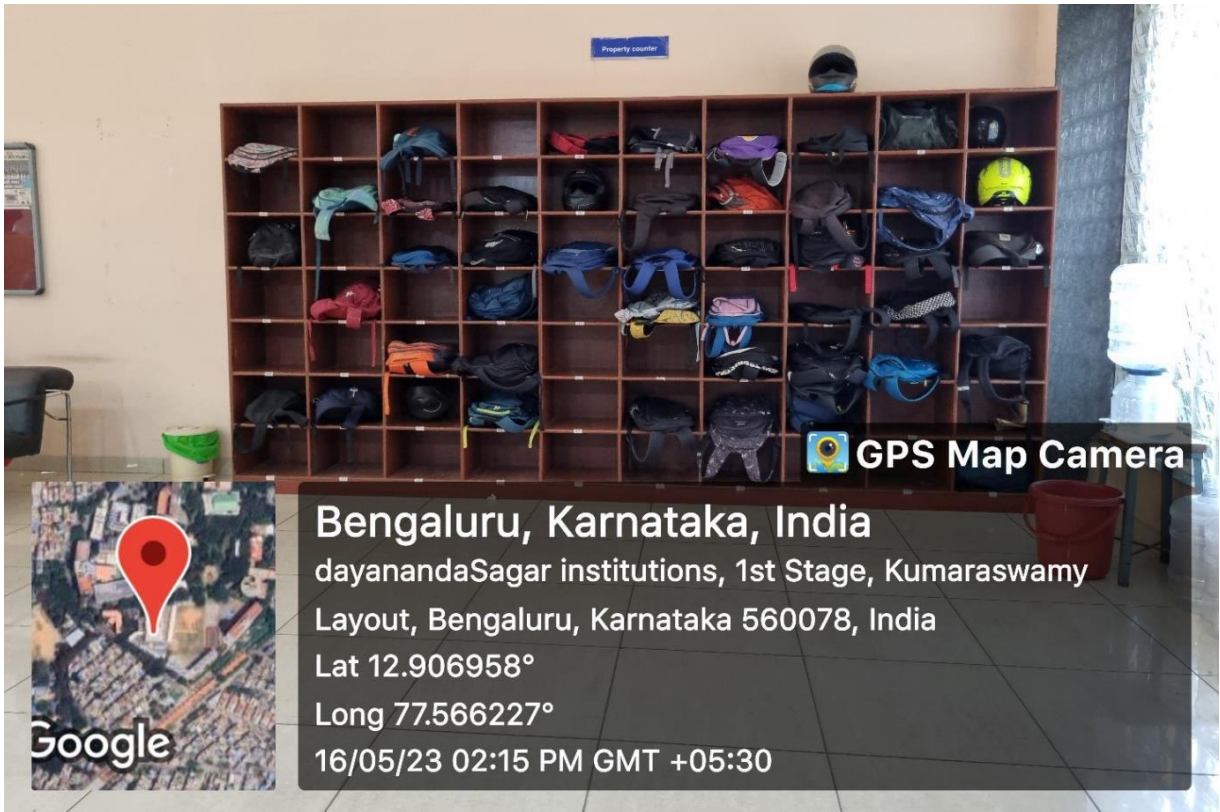 Property counter
GPS Map Camera
Bengaluru, Karnataka, India
dayanandaSagar institutions, 1st Stage, Kumaraswamy
Layout, Bengaluru, Karnataka 560078, India
Lat 12.906958°
Long 77.566227°
16/05/23 02:15 PM GMT +05:30
Google